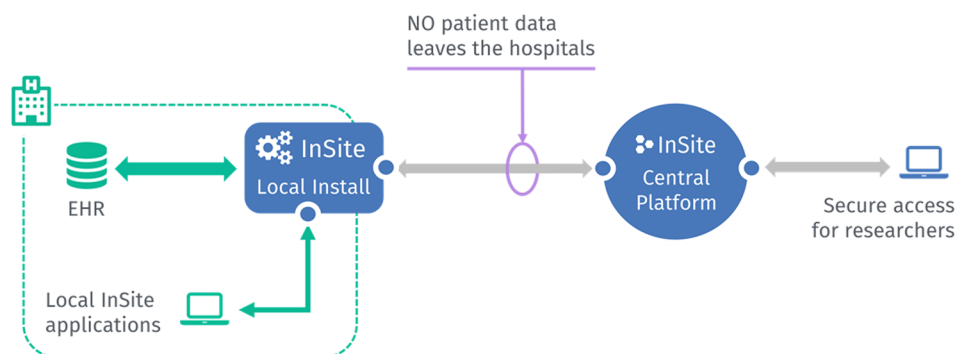 NO patient data
leaves the hospitals
H
InSite
Local Install
EHR
Local InSite
applications
InSite
Central
Platform
Secure access
for researchers